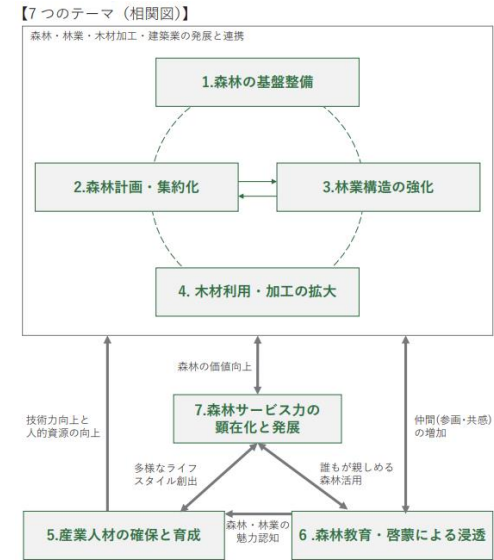 【7 つのテーマ（相関図）】
森林・林業・木材加工・建築業の発展と連携
1.森林の基盤整備
2.森林計画・集約化
3.林業構造の強化
4. 木材利用・加工の拡大
森林の価値向上
技術力向上と
人的資源の向上
7.森林サービス力の
顕在化と発展
仲間(参画・共感)
の増加
多様なライフ
スタイル創出
誰もが親しめる
森林活用
5.産業人材の確保と育成
森林・林業の
魅力認知
6 .森林教育・啓蒙による浸透